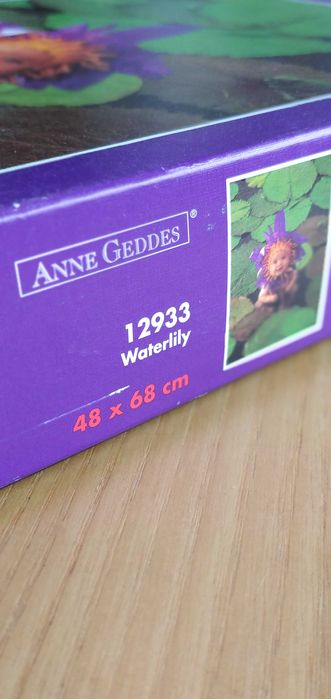 ANNE GEDDES®
12933
Waterlily
48 x 68 cm